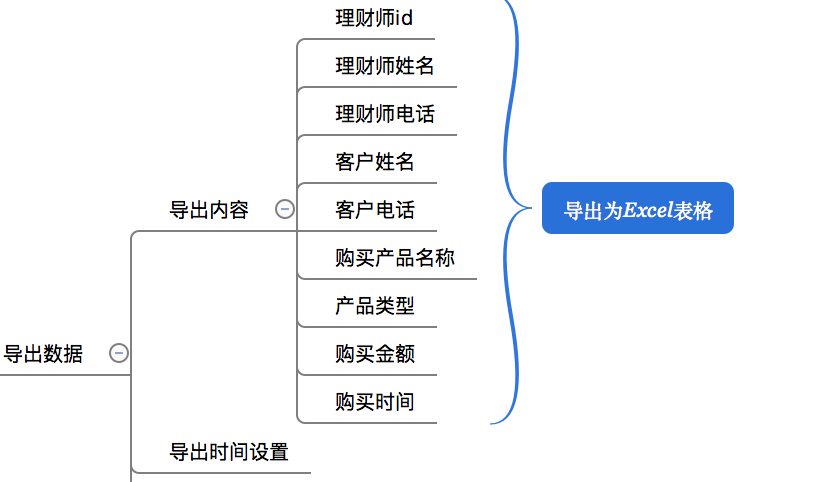 理财师id
理财师姓名
理财师电话
客户姓名
导出内容
客户电话
导出为Excel表格
购买产品名称
产品类型
导出数据
购买金额
购买时间
导出时间设置